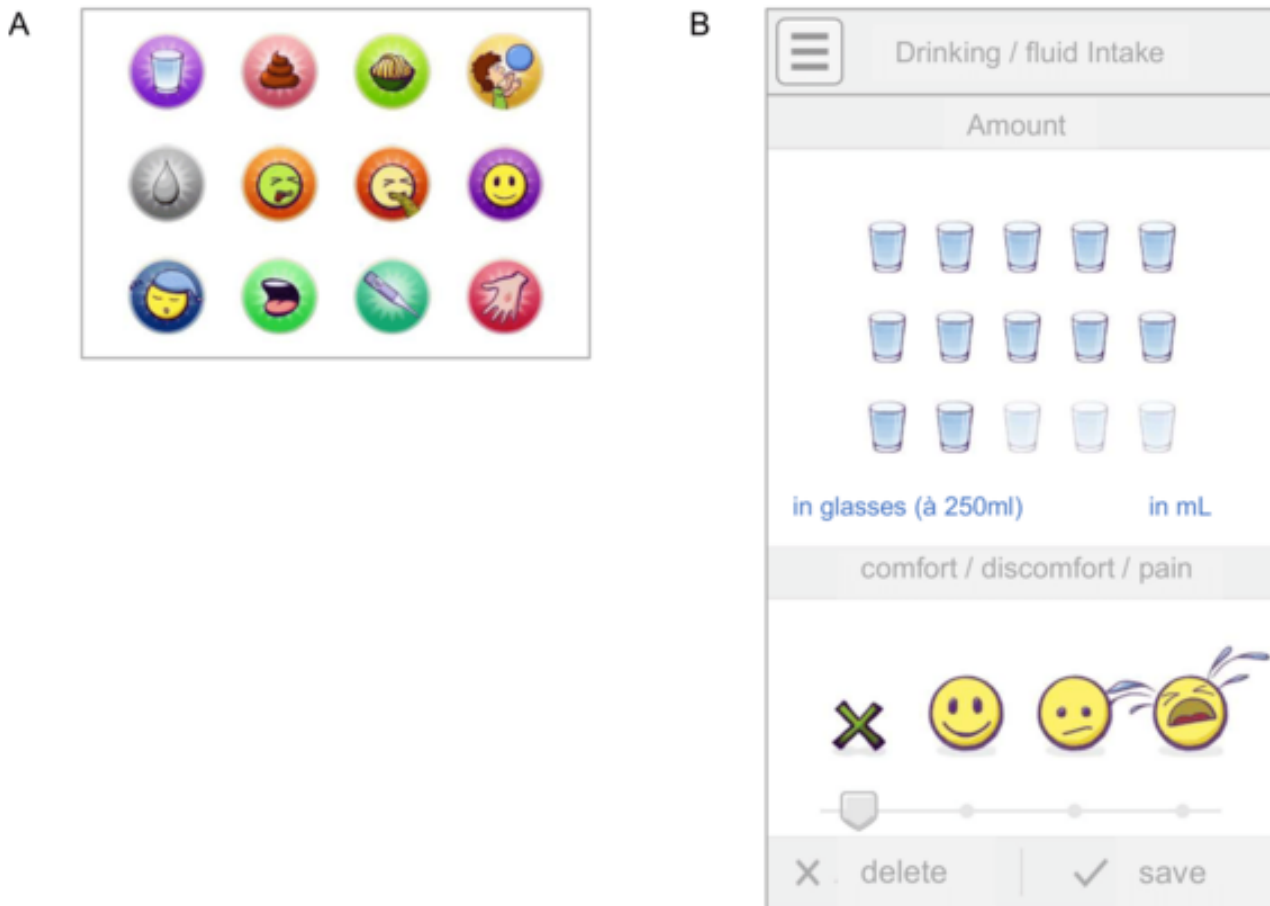 A
B
Drinking / fluid Intake
Amount
in glasses (à 250ml) in mL
comfort / discomfort / pain
delete save